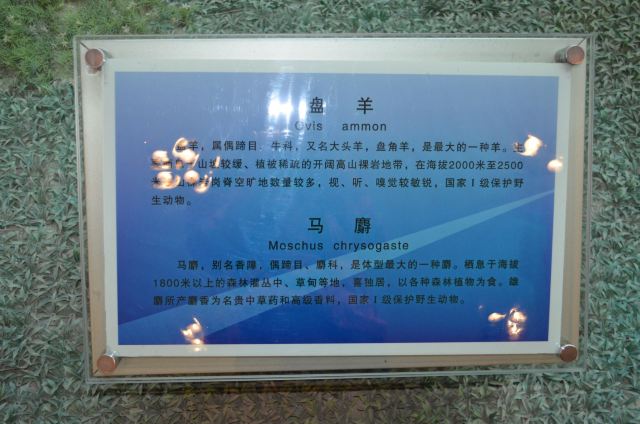 盘 羊
Ovis ammon
羊，属偶蹄目．牛科，又名大头羊，盘角羊，是最大的一种羊。
山坡较缓、植被稀疏的开阔高山裸岩地带，在海拔2000米至2500
岗脊空旷地数量较多，视、听、嗅觉较敏锐，国家Ⅰ级保护野
生动物。
马 麝
Moschus chrysogaste
马麝，别名香獐．偶蹄目、麝科，是体型最大的一种麝。栖息于海拔
1800米以上的森林灌丛中、草甸等地，喜独居，以各种森林植物为食。雄
麝所产麝香为名贵中草药和高级香料，国家Ⅰ级保护野生动物。